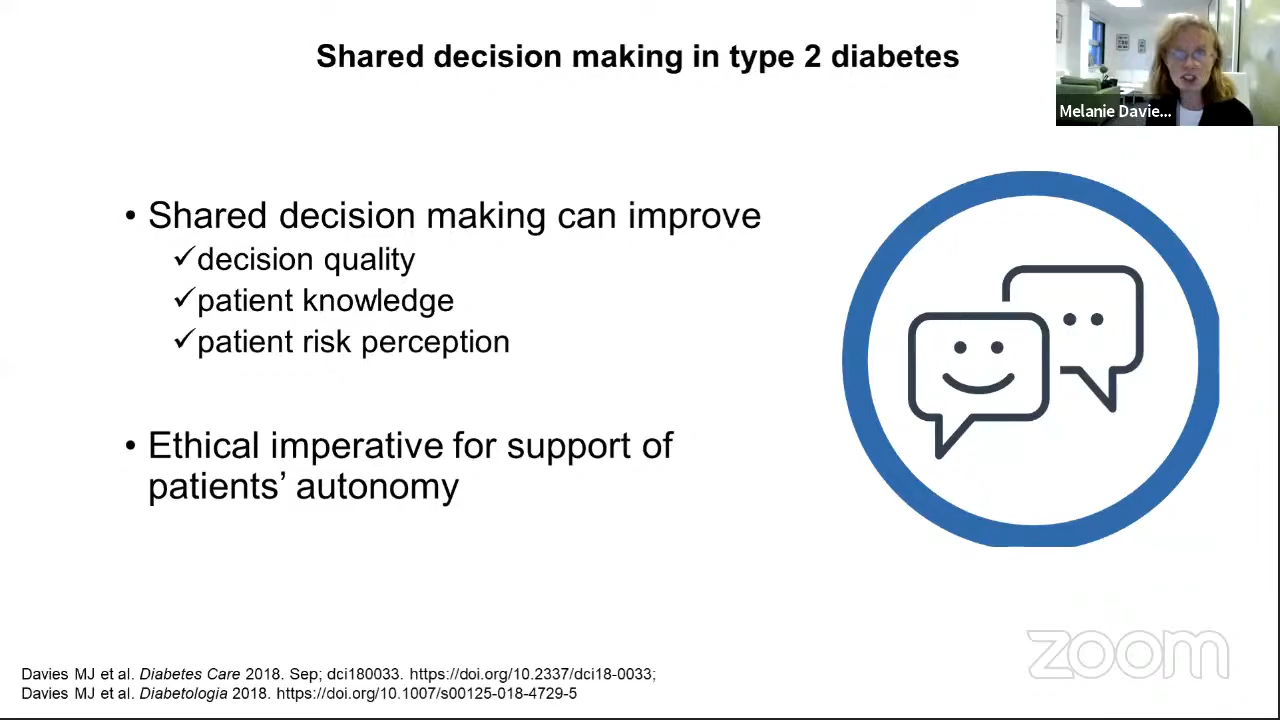 Shared decision making in type 2 diabetes
Melanie Davie...
• Shared decision making can improve
✓decision quality
✓patient knowledge
✓patient risk perception
• Ethical imperative for support of
patients’ autonomy
zoom
Davies MJ et al. Diabetes Care 2018. Sep; dci180033. https://doi.org/10.2337/dci18-0033;
Davies MJ et al. Diabetologia 2018. https://doi.org/10.1007/s00125-018-4729-5